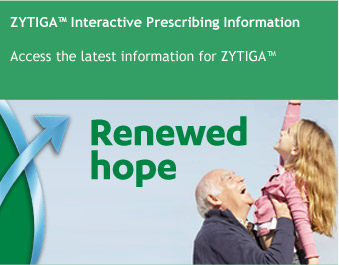 ZYTIGA™ Interactive Prescribing Information
Access the latest information for ZYTIGA™
Renewed
hope